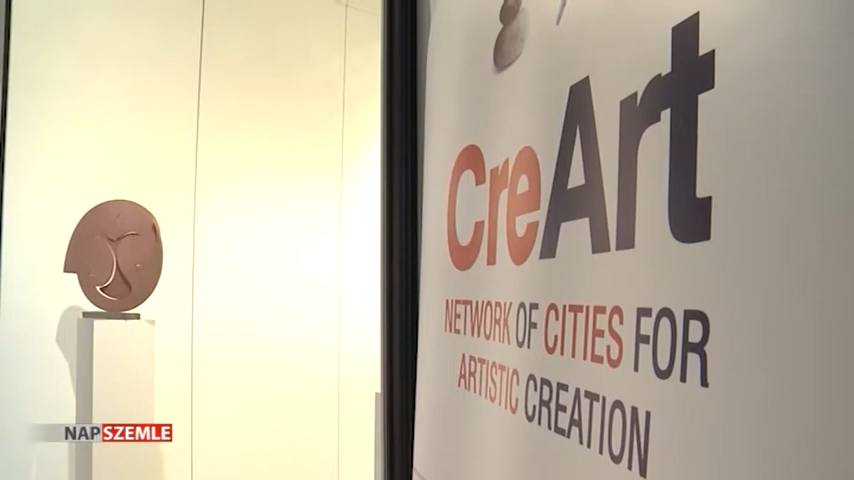 CreArt
NETWORK OF CITIES FOR
ARTISTIC CREATION
NAPSZEMLE